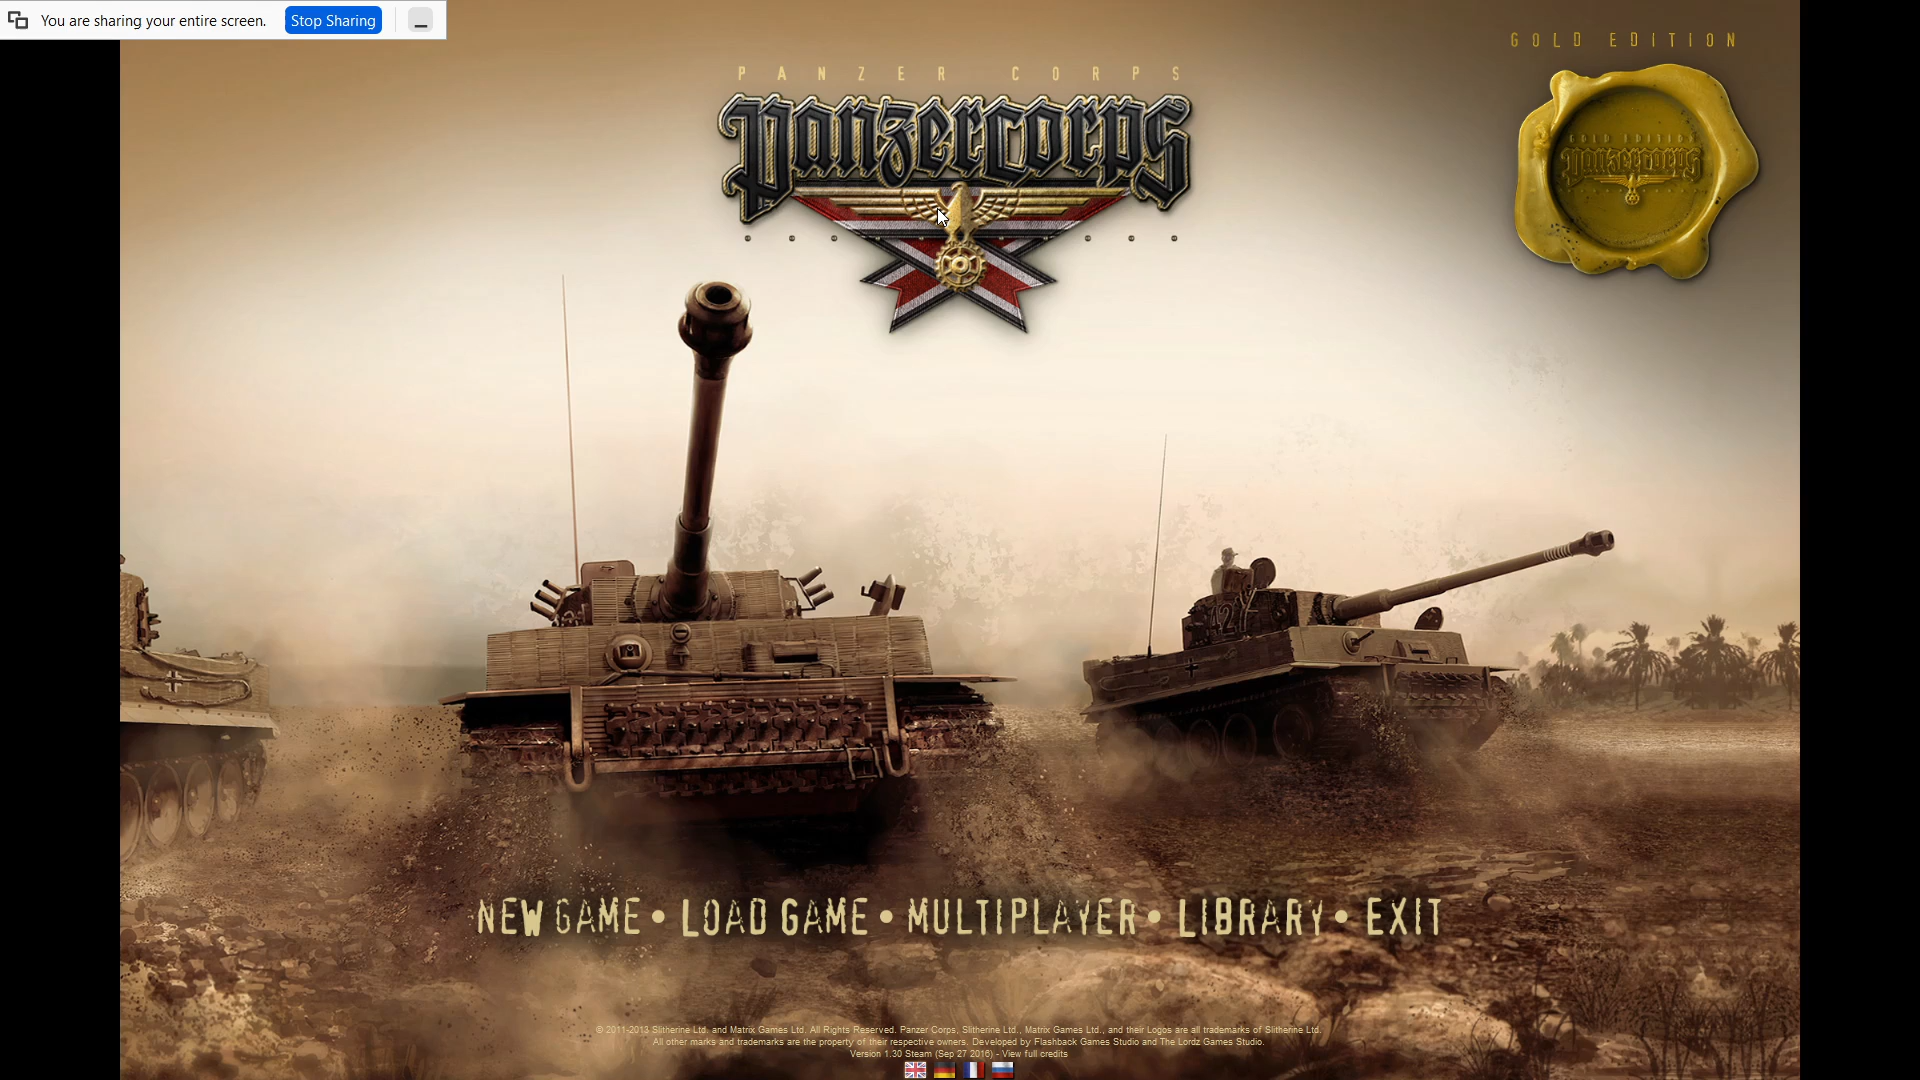 You are sharing your entire screen. Stop Sharing
GOLD EDITION
PANZER CORPS
panzercorps
GOLD EDITION
panzercorps
NEW GAME • LOAD GAME • MULTIPLAYER • LIBRARY • EXIT
© 2011-2013 Slitherine Ltd. and Matrix Games Ltd. All Rights Reserved. Panzer Corps, Slitherine Ltd., Matrix Games Ltd., and their Logos are all trademarks of Slitherine Ltd.
All other marks and trademarks are the property of their respective owners. Developed by Flashback Games Studio and The Lordz Games Studio.
Version 1.30 Steam (Sep 27 2016) - View full credits